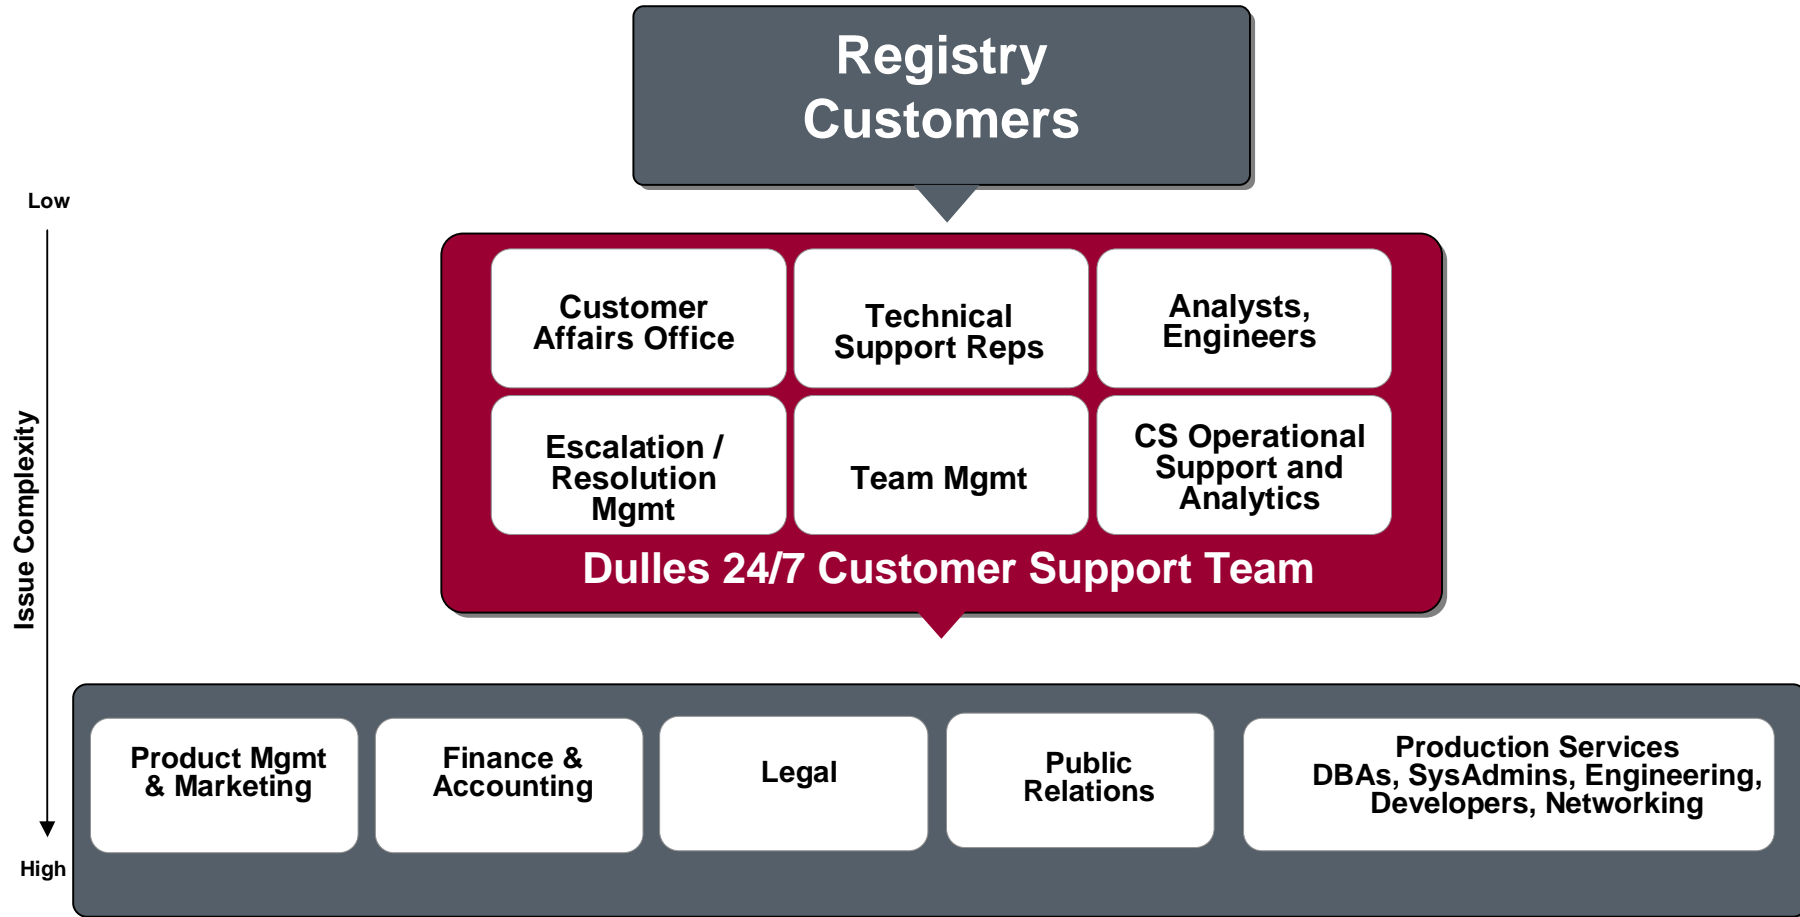 Registry
Customers
Low
Customer
Affairs Office
Technical
Support Reps
Analysts,
Engineers
Escalation /
Resolution
Mgmt
Team Mgmt
CS Operational
Support and
Analytics
Dulles 24/7 Customer Support Team
Issue Complexity
Product Mgmt
& Marketing
Finance &
Accounting
Legal
Public
Relations
Production Services
DBAs, SysAdmins, Engineering,
Developers, Networking
High